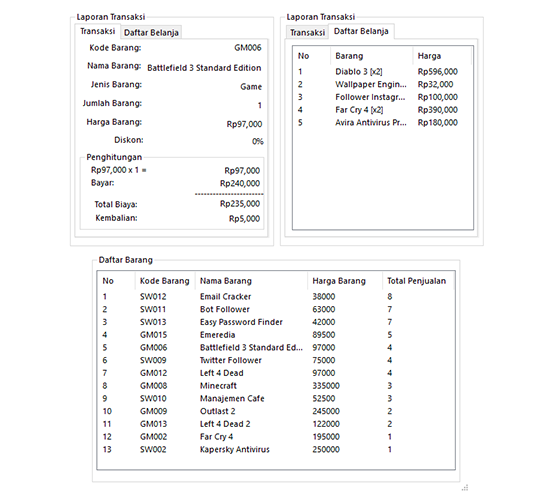 Laporan Transaksi
Transaksi Daftar Belanja
Kode Barang: GM006
Nama Barang: Battlefield 3 Standard Edition
Jenis Barang: Game
Jumlah Barang: 1
Harga Barang: Rp97,000
Diskon: 0%
Penghitungan
Rp97,000 x 1 = Rp97,000
Bayar: Rp240,000
Total Biaya: Rp235,000
Kembalian: Rp5,000
Laporan Transaksi
Transaksi Daftar Belanja
No Barang Harga
1 Diablo 3 [x2] Rp596,000
2 Wallpaper Engin... Rp32,000
3 Follower Instagr... Rp100,000
4 Far Cry 4 [x2] Rp390,000
5 Avira Antivirus Pr... Rp180,000
Daftar Barang
No Kode Barang Nama Barang Harga Barang Total Penjualan
1 SW012 Email Cracker 38000 8
2 SW011 Bot Follower 63000 7
3 SW013 Easy Password Finder 42000 7
4 GM015 Emeredia 89500 5
5 GM006 Battlefield 3 Standard Ed... 97000 4
6 SW009 Twitter Follower 75000 4
7 GM012 Left 4 Dead 97000 4
8 GM008 Minecraft 335000 3
9 SW010 Manajemen Cafe 52500 3
10 GM009 Outlast 2 245000 2
11 GM013 Left 4 Dead 2 122000 2
12 GM002 Far Cry 4 195000 1
13 SW002 Kapersky Antivirus 250000 1